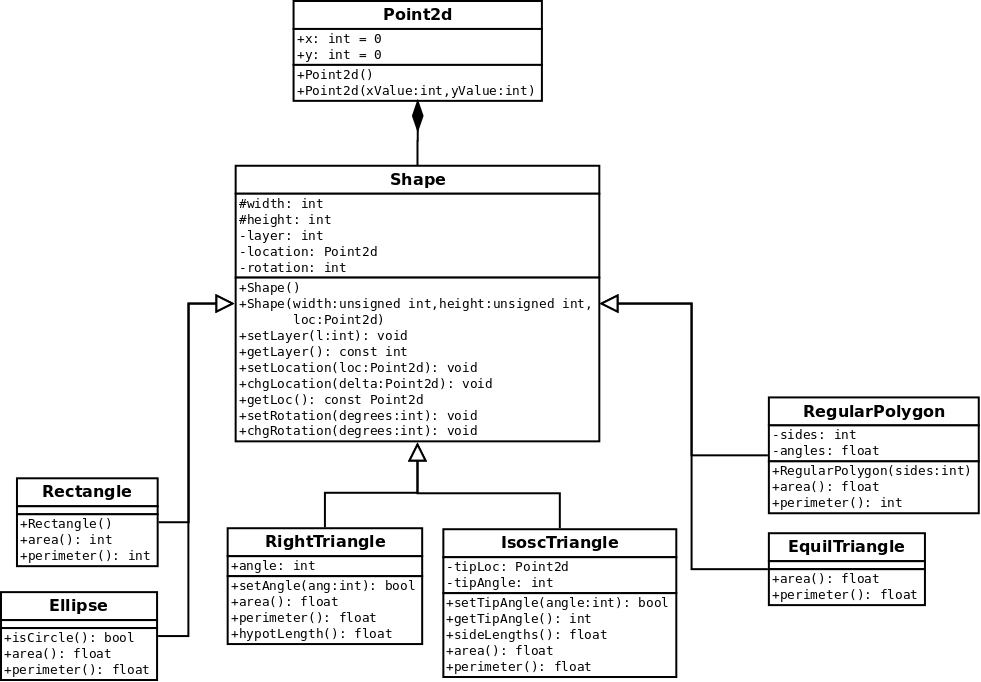 Point2d
+x: int = 0
+y: int = 0
+Point2d()
+Point2d(xValue:int,yValue:int)
Shape
#width: int
#height: int
-layer: int
-location: Point2d
-rotation: int
+Shape()
+Shape(width:unsigned int,height:unsigned int,
loc:Point2d)
+setLayer(l:int): void
+getLayer(): const int
+setLocation(loc:Point2d): void
+chgLocation(delta:Point2d): void
+getLoc(): const Point2d
+setRotation(degrees:int): void
+chgRotation(degrees:int): void
Rectangle
+Rectangle()
+area(): int
+perimeter(): int
Ellipse
+isCircle(): bool
+area(): float
+perimeter(): float
RightTriangle
+angle: int
+setAngle(ang:int): bool
+area(): float
+perimeter(): float
+hypotLength(): float
IsoscTriangle
-tipLoc: Point2d
-tipAngle: int
+setTipAngle(angle:int): bool
+getTipAngle(): int
+sideLengths(): float
+area(): float
+perimeter(): float
RegularPolygon
-sides: int
-angles: float
+RegularPolygon(sides:int)
+area(): float
+perimeter(): int
EquilTriangle
+area(): float
+perimeter(): float